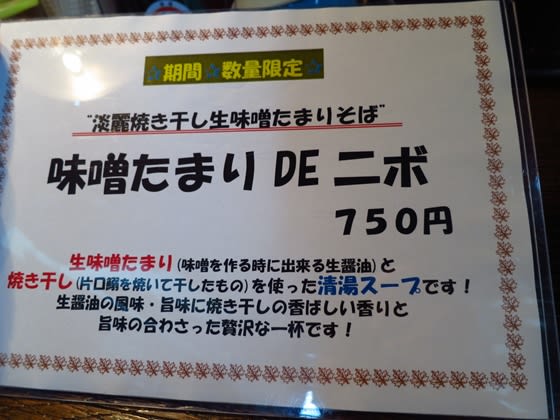 ☆期間☆数量限定☆
"淡麗焼き干し生味噌たまりそば"
味噌たまり DE ニボ
７５０円
生味噌たまり(味噌を作る時に出来る生醤油)と
焼き干し(片口鰯を焼いて干したもの)を使った清湯スープです！
生醤油の風味・旨味に焼き干しの香ばしい香りと
旨味の合わさった贅沢な一杯です！